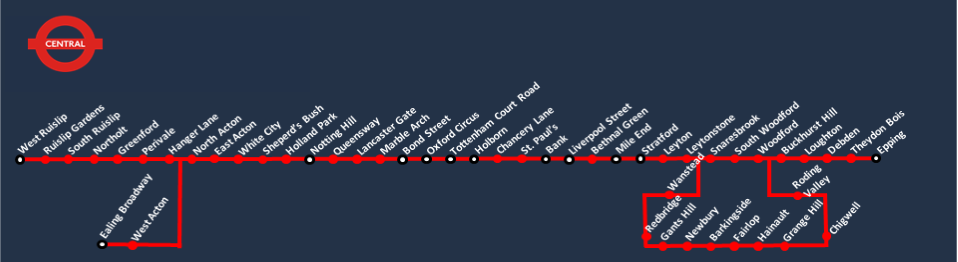 CENTRAL
West Ruislip
Ruislip Gardens
South Ruislip
Northolt
Greenford
Perivale
Hanger Lane
North Acton
East Acton
White City
Sheperd's Bush
Holland Park
Notting Hill
Queensway
Lancaster Gate
Marble Arch
Bond Street
Oxford Circus
Tottenham Court Road
Holborn
Chancery Lane
St. Paul's
Bank
Liverpool Street
Bethnal Green
Mile End
Stratford
Leyton
Leytonstone
Snaresbrook
South Woodford
Woodford
Buckhurst Hill
Loughton
Debden
Theydon Bois
Epping
Ealing Broadway
West Acton
Wanstead
Redbridge
Gants Hill
Newbury
Barkingside
Fairlop
Hainault
Grange Hill
Chigwell
Roding
Valley